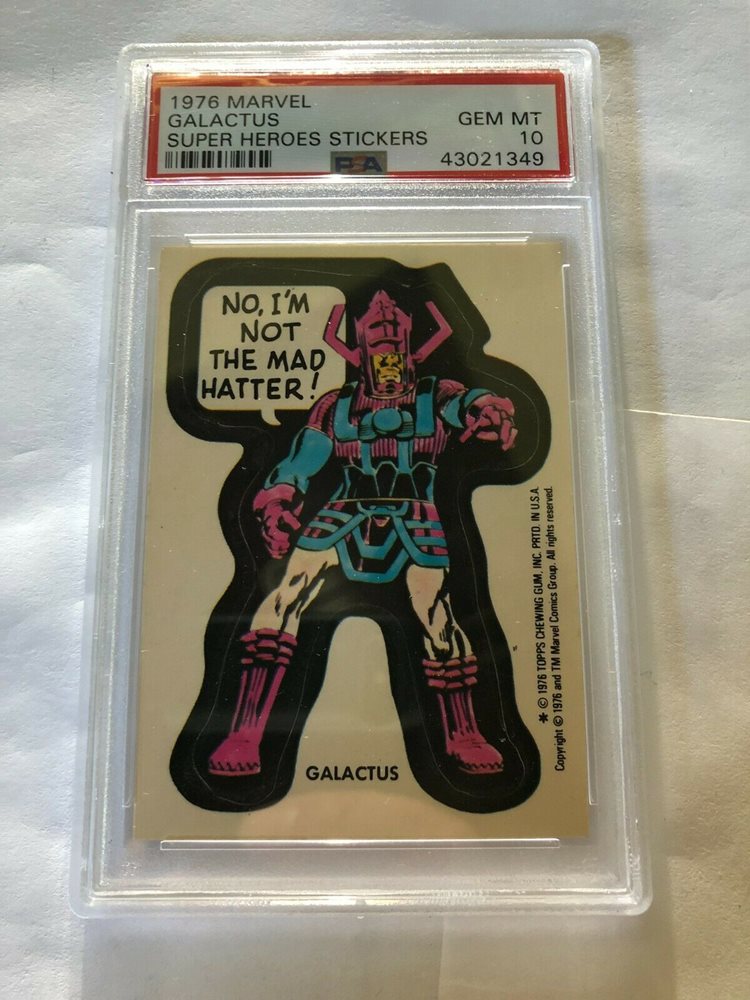 1976 MARVEL
GALACTUS GEM MT
SUPER HEROES STICKERS 10
PSA 43021349
NO, I'M
NOT
THE MAD
HATTER!
GALACTUS
* © 1976 TOPPS CHEWING GUM, INC. PRTD. IN U.S.A.
Copyright © 1976 and TM Marvel Comics Group. All rights reserved.